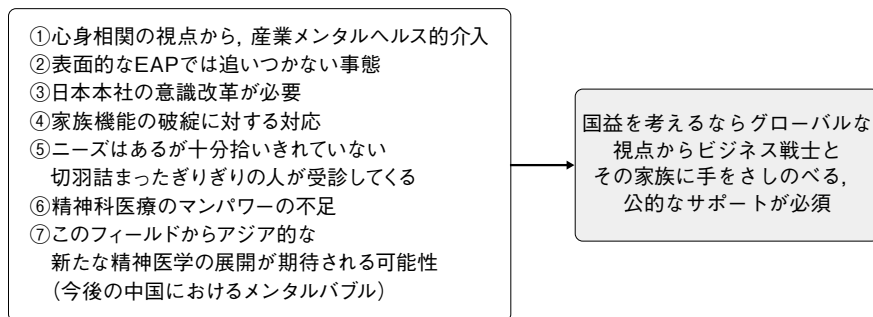 ①心身相関の視点から, 産業メンタルヘルス的介入
②表面的なEAPでは追いつかない事態
③日本本社の意識改革が必要
④家族機能の破綻に対する対応
⑤ニーズはあるが十分拾いきれていない
切羽詰まったぎりぎりの人が受診してくる
⑥精神科医療のマンパワーの不足
⑦このフィールドからアジア的な
新たな精神医学の展開が期待される可能性
（今後の中国におけるメンタルバブル）
国益を考えるならグローバルな
視点からビジネス戦士と
その家族に手をさしのべる,
公的なサポートが必須